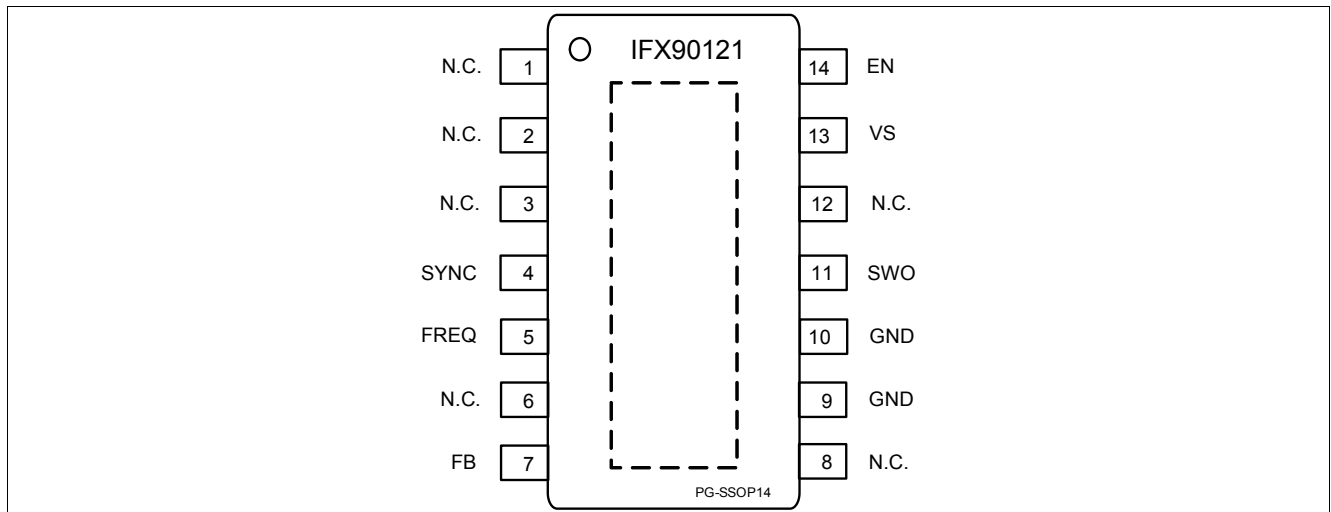 IFX90121
N.C. 1 14 EN
N.C. 2 13 VS
N.C. 3 12 N.C.
SYNC 4 11 SWO
FREQ 5 10 GND
N.C. 6 9 GND
FB 7 8 N.C.
PG-SSOP14